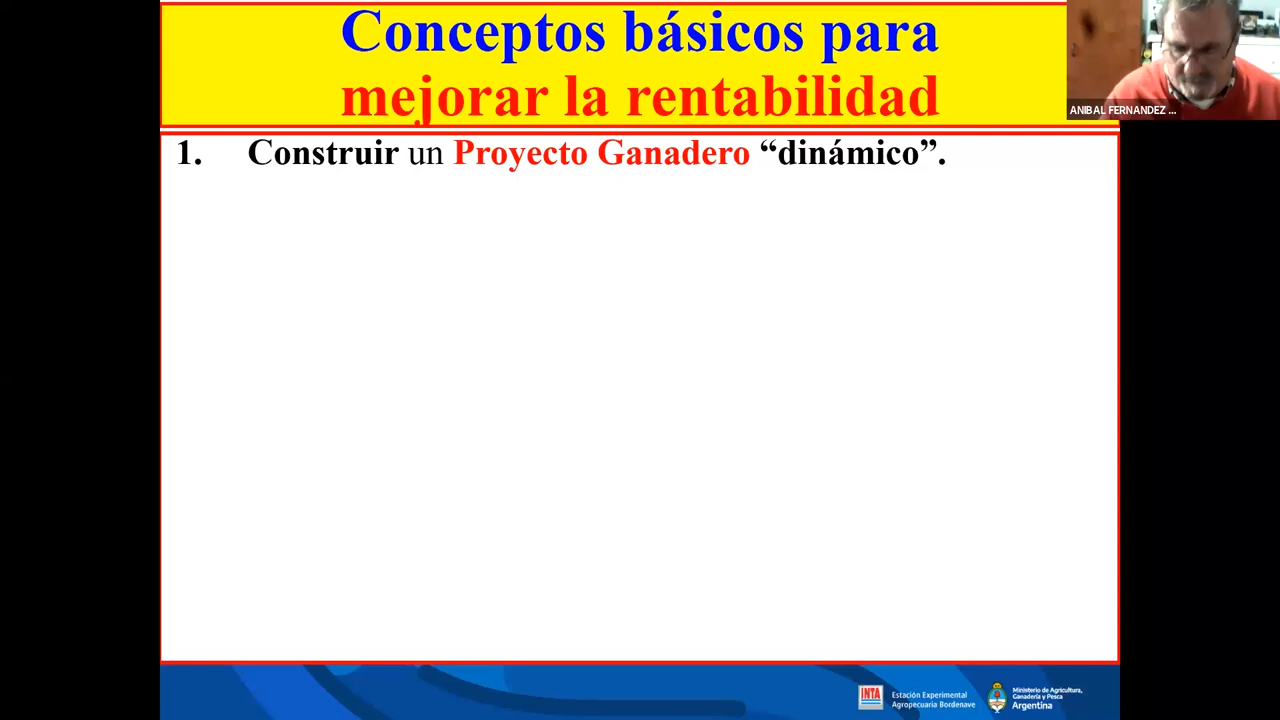 Conceptos básicos para
mejorar la rentabilidad
ANIBAL FERNANDEZ ...
1. Construir un Proyecto Ganadero “dinámico”.
INTA
Estación Experimental
Agropecuaria Bordenave
Ministerio de Agricultura,
Ganadería y Pesca
Argentina